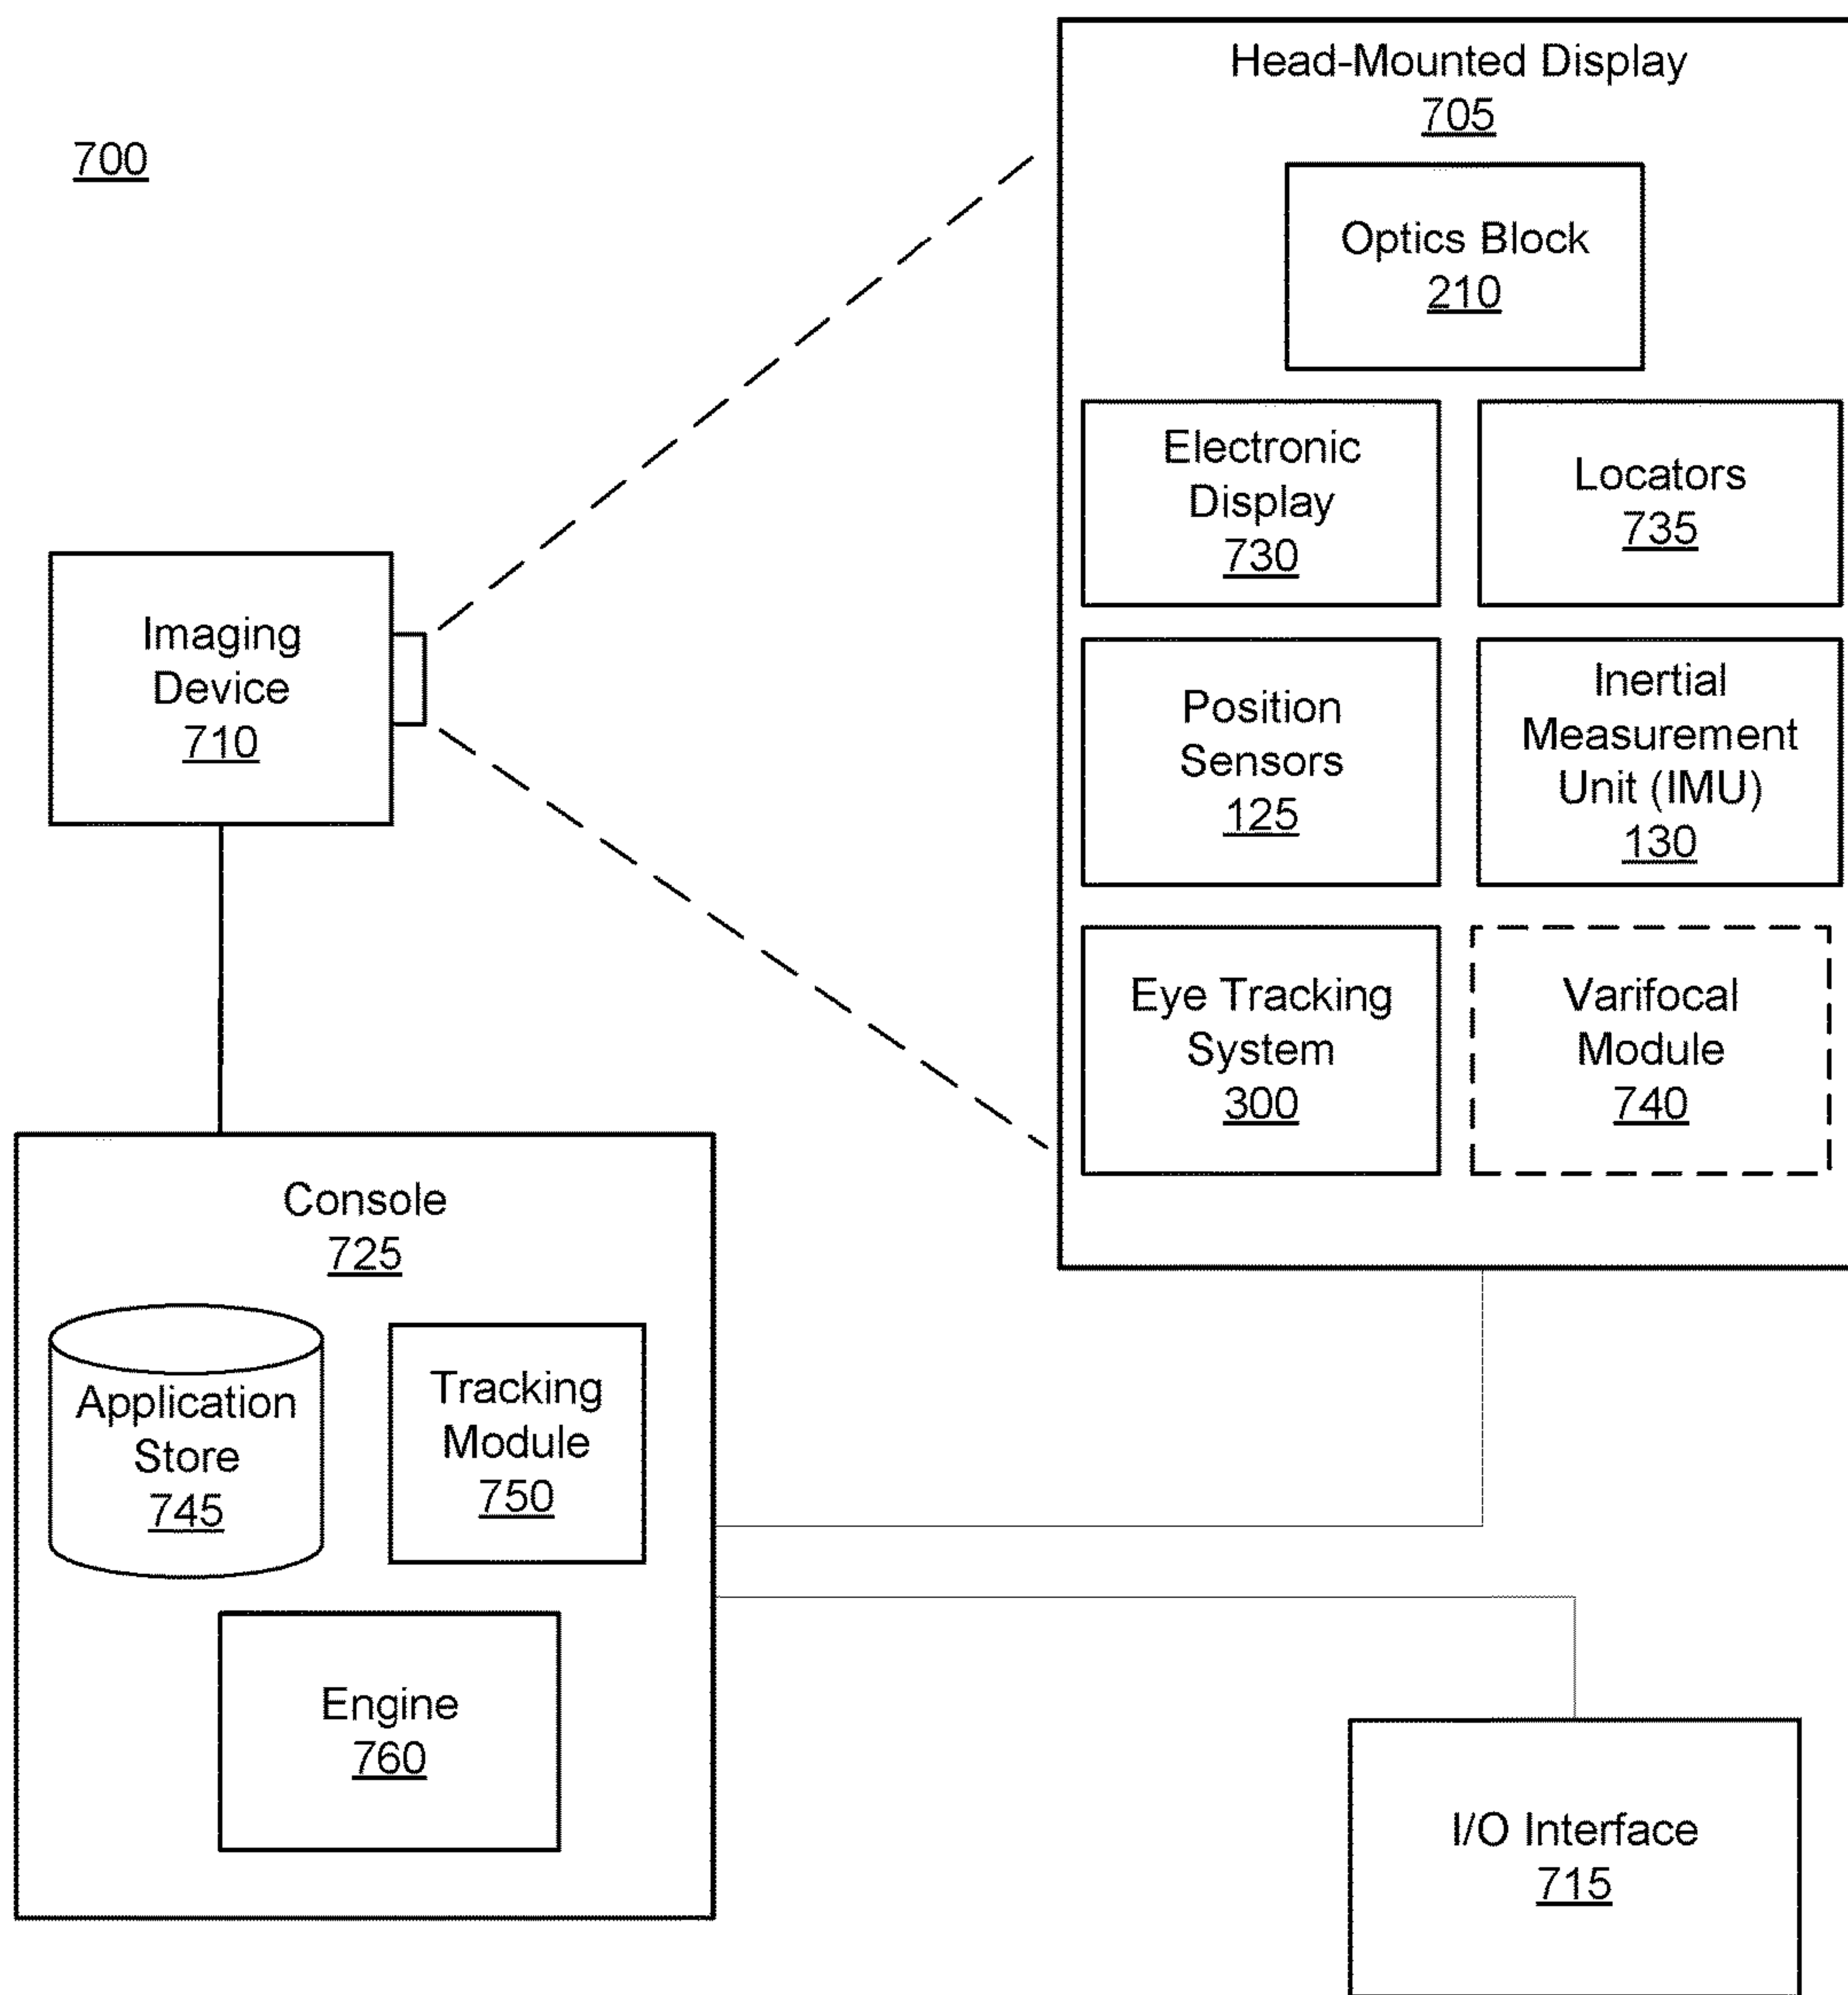 700
Head-Mounted Display
705
Optics Block
210
Electronic
Display
730
Locators
735
Imaging
Device
710
Position
Sensors
125
Inertial
Measurement
Unit (IMU)
130
Eye Tracking
System
300
Varifocal
Module
740
Console
725
Application
Store
745
Tracking
Module
750
Engine
760
I/O Interface
715